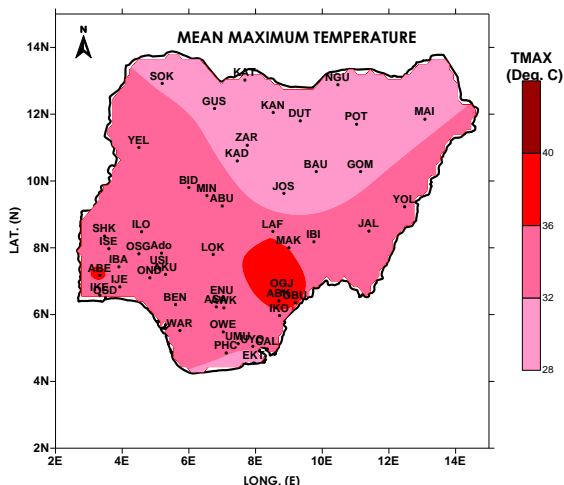 MEAN MAXIMUM TEMPERATURE
N
TMAX
(Deg. C)
14N
12N
10N
8N
6N
4N
2N
LAT. (N)
SOK
KAT
NGU
GUS
KAN
DUT
POT
MAI
YEL
ZAR
KAD
BAU
GOM
BID
MIN
ABU
JOS
YOL
SHK
ILO
LAF
IBI
JAL
ISE
OSG
Ado
LOK
MAK
IBA
USI
AKU
ABE
OND
IJE
IKE
QSD
ENU
OGJ
BEN
ASA
AWK
OBU
IKO
WAR
OWE
UMU
UYO
CAL
PHC
EKT
40
36
32
28
2E 4E 6E 8E 10E 12E 14E
LONG. (E)